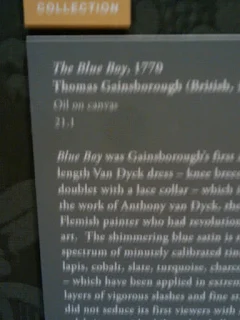 COLLECTION
The Blue Boy, 1770
Thomas Gainsborough (British,
Oil on canvas
21.1
Blue Boy was Gainsborough's first
length Van Dyck dress – knee breec
doublet with a lace collar – which
the work of Anthony van Dyck, the
Flemish painter who had revolution
art. The shimmering blue satin is
spectrum of minutely calibrated tin
lapis, cobalt, slate, turquoise, charco
– which have been applied in extrem
layers of vigorous slashes and fine st
did not seduce its first viewers with